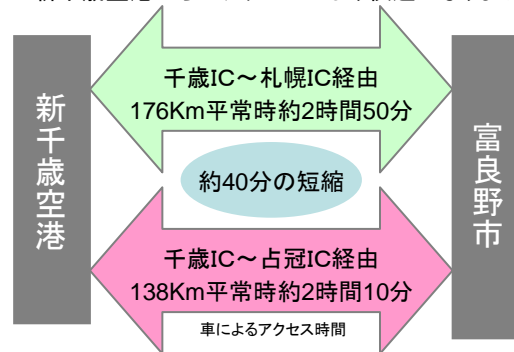 新千歳空港
千歳IC～札幌IC経由
176Km平常時約2時間50分
約40分の短縮
千歳IC～占冠IC経由
138Km平常時約2時間10分
車によるアクセス時間
富良野市